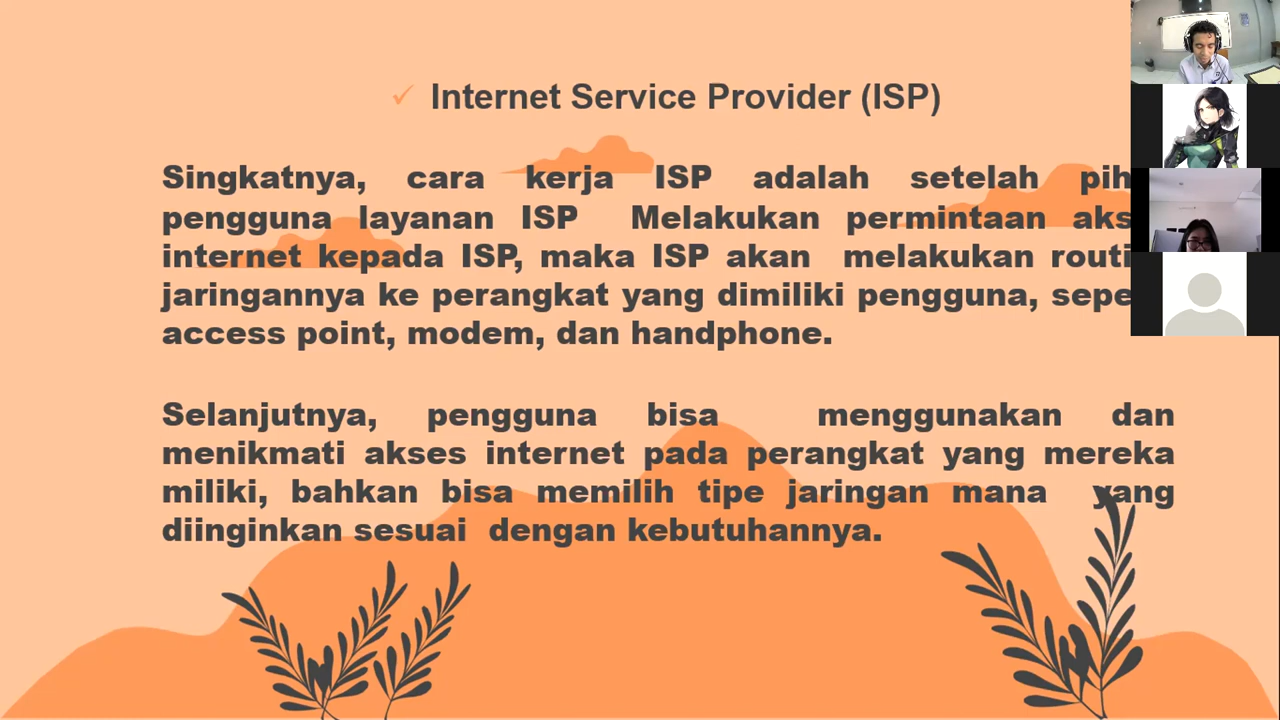 Internet Service Provider (ISP)
Singkatnya, cara kerja ISP adalah setelah
pengguna layanan ISP Melakukan permintaan
internet kepada ISP, maka ISP akan melakukan
jaringannya ke perangkat yang dimiliki pengguna,
access point, modem, dan handphone.
Selanjutnya, pengguna bisa menggunakan dan
menikmati akses internet pada perangkat yang mereka
miliki, bahkan bisa memilih tipe jaringan mana yang
diinginkan sesuai dengan kebutuhannya.